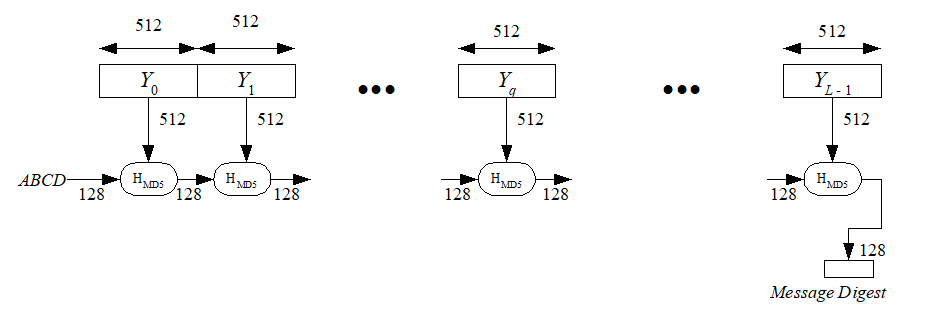 512 512 512 512
Y0 Y1 ••• Yq ••• YL - 1
512 512 512 512
ABCD HMD5 HMD5 HMD5 HMD5
128 128 128 128 128 128
128
Message Digest